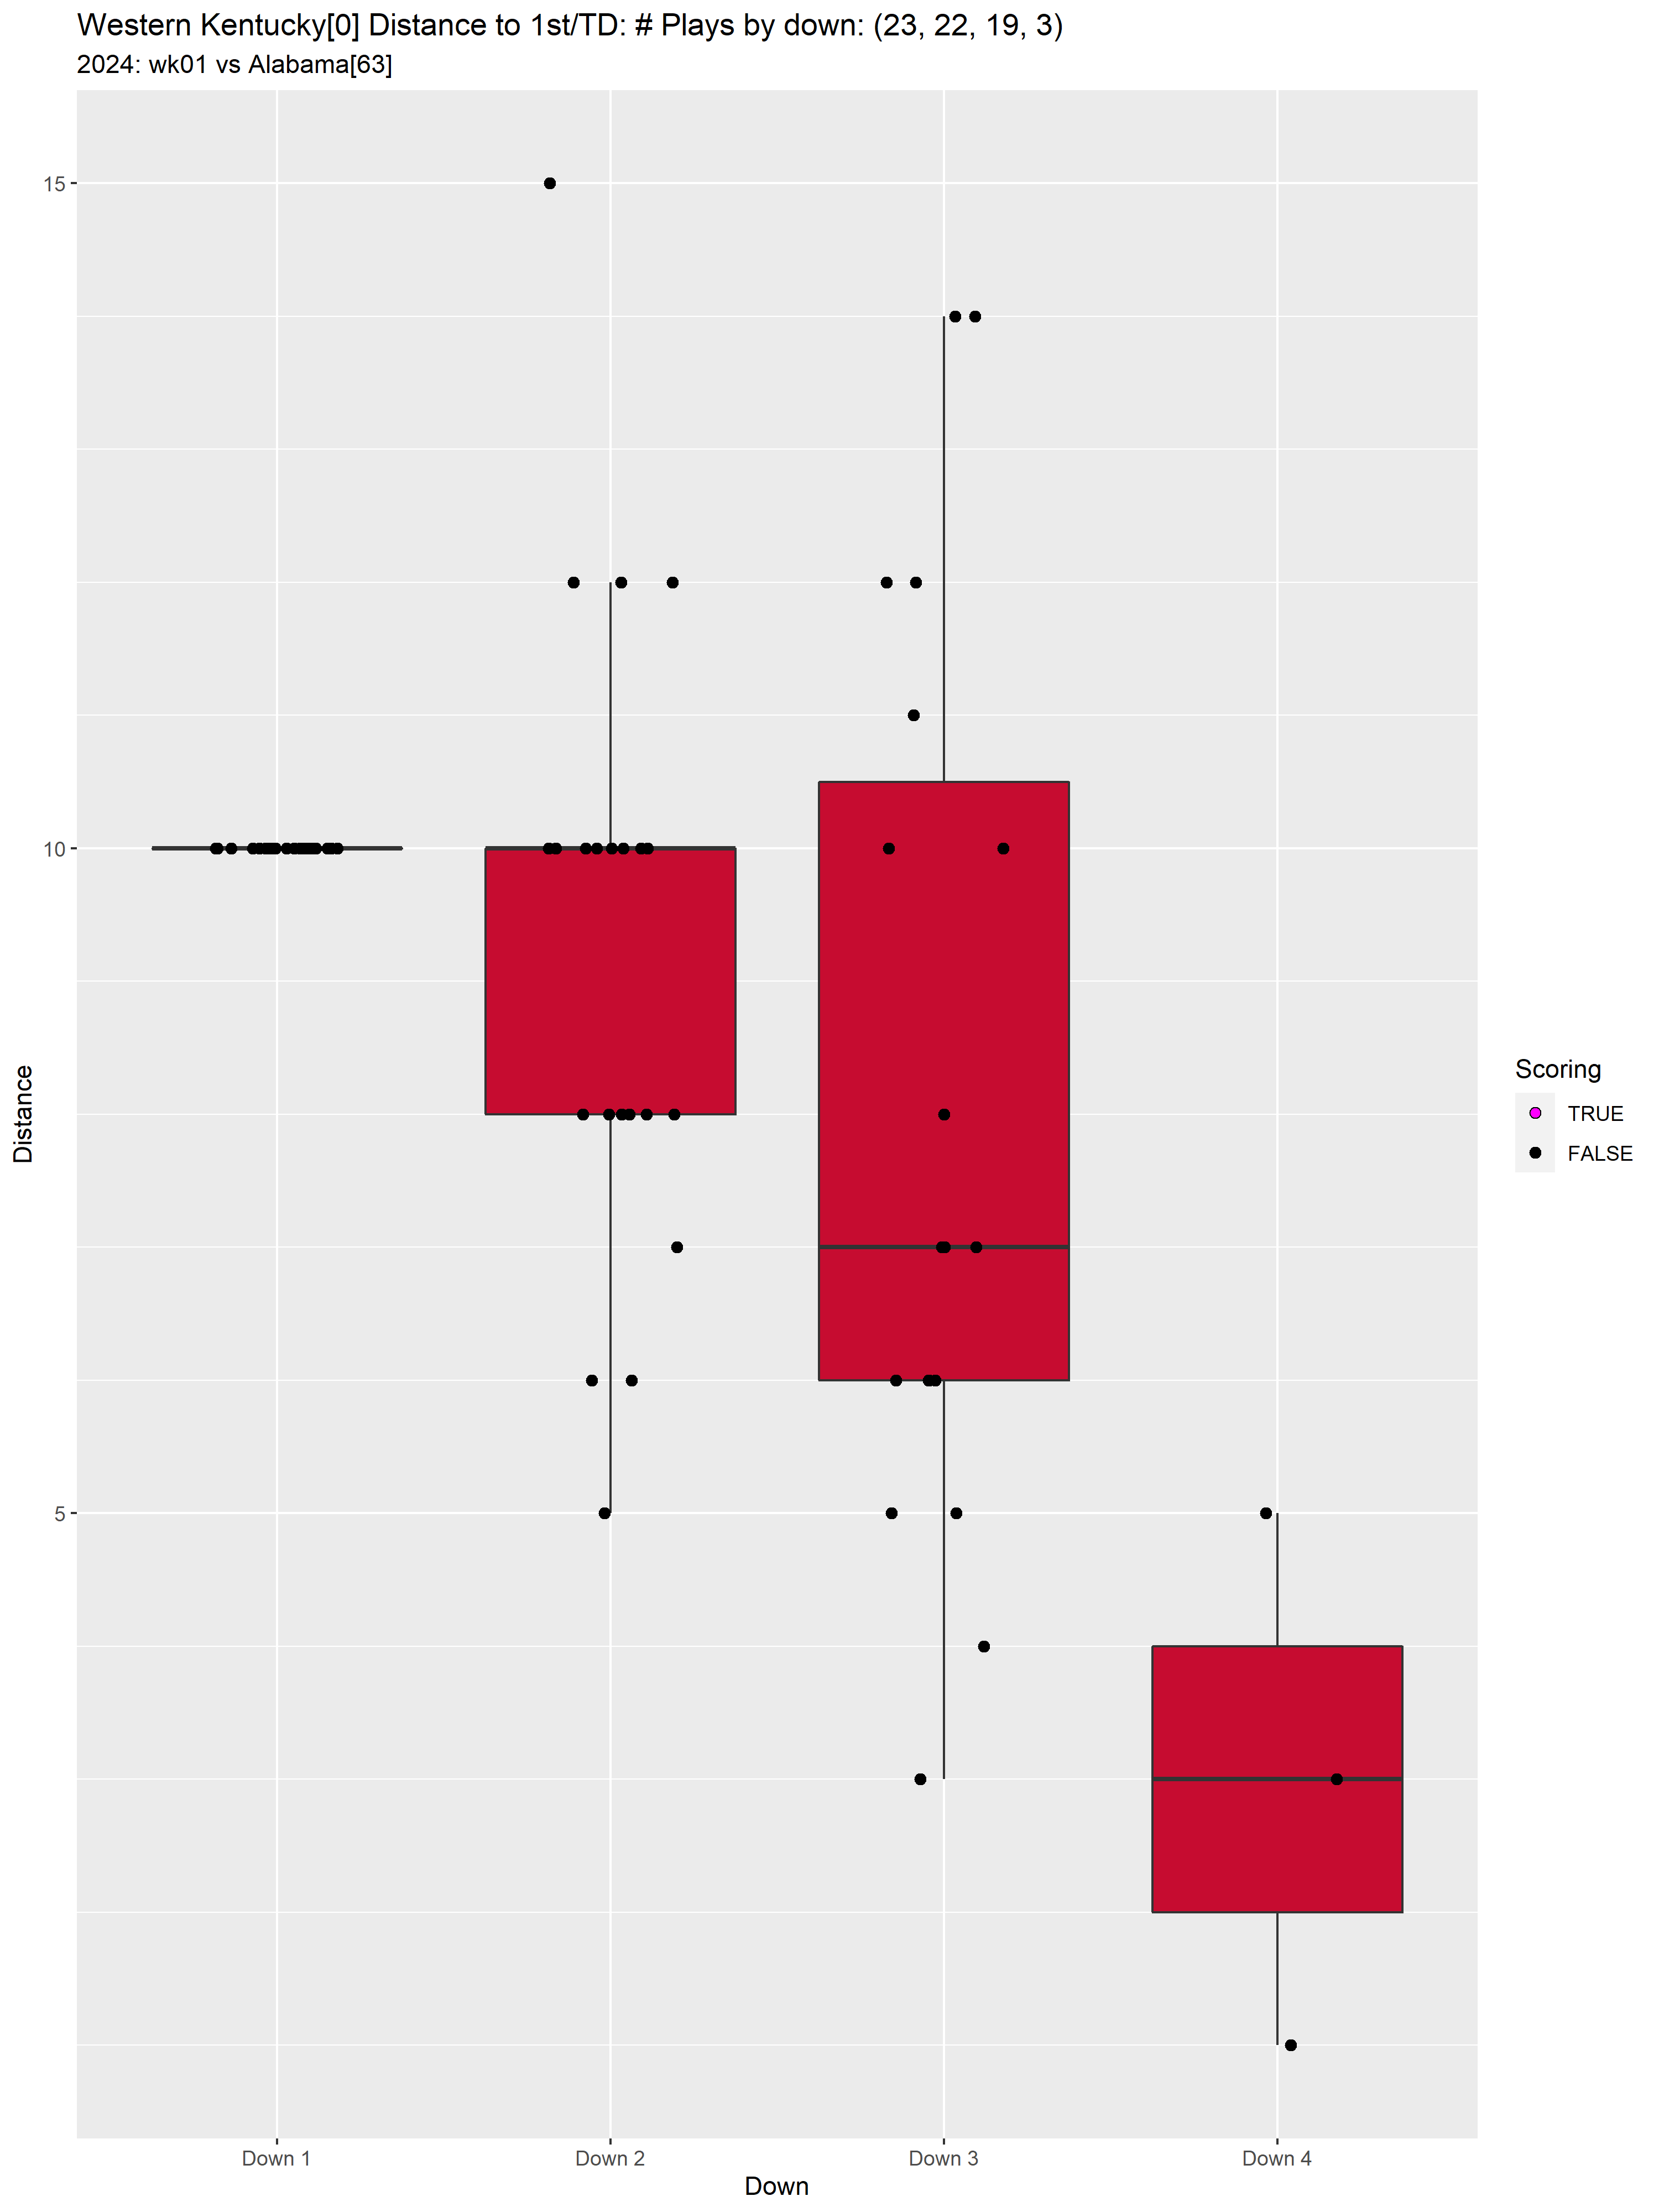 Western Kentucky[0] Distance to 1st/TD: # Plays by down: (23, 22, 19, 3)
2024: wk01 vs Alabama[63]
15
10
5
Distance
Down 1
Down 2
Down 3
Down 4
Down
Scoring
TRUE
FALSE